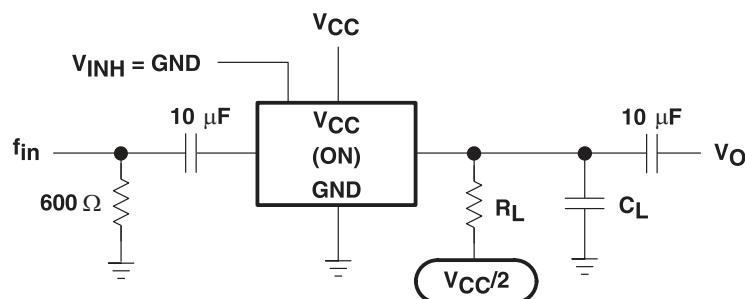 VCC
VINH = GND
10 μF
VCC
10 μF
fin
(ON)
VO
GND
600 Ω
RL
CL
VCC/2